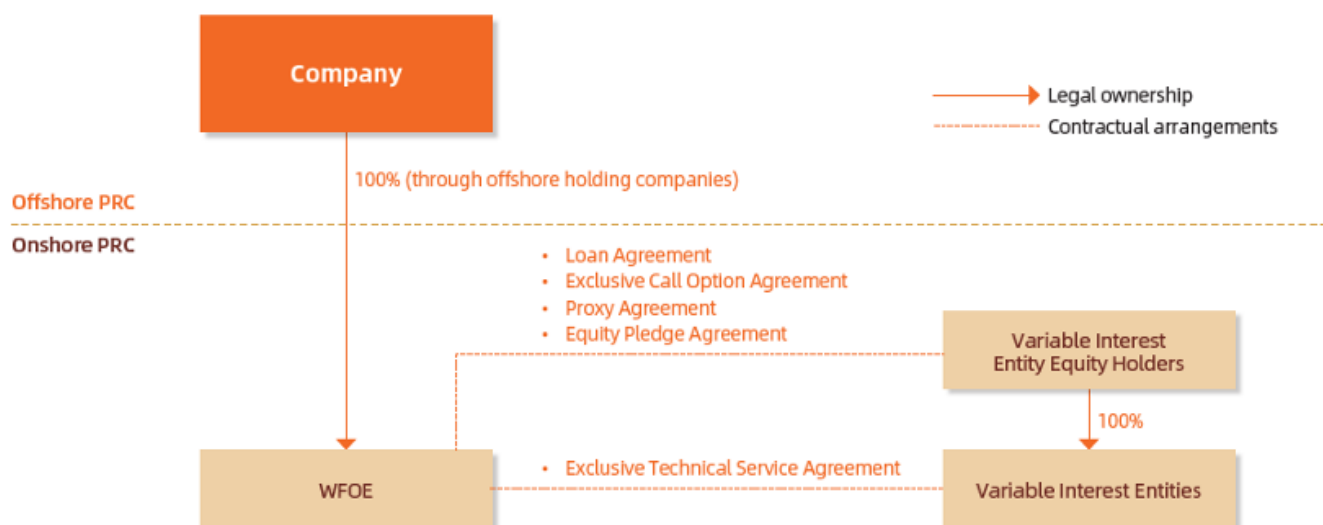 Company
Legal ownership
Contractual arrangements
100% (through offshore holding companies)
Offshore PRC
Onshore PRC
• Loan Agreement
• Exclusive Call Option Agreement
• Proxy Agreement
• Equity Pledge Agreement
Variable Interest
Entity Equity Holders
100%
• Exclusive Technical Service Agreement
WFOE
Variable Interest Entities